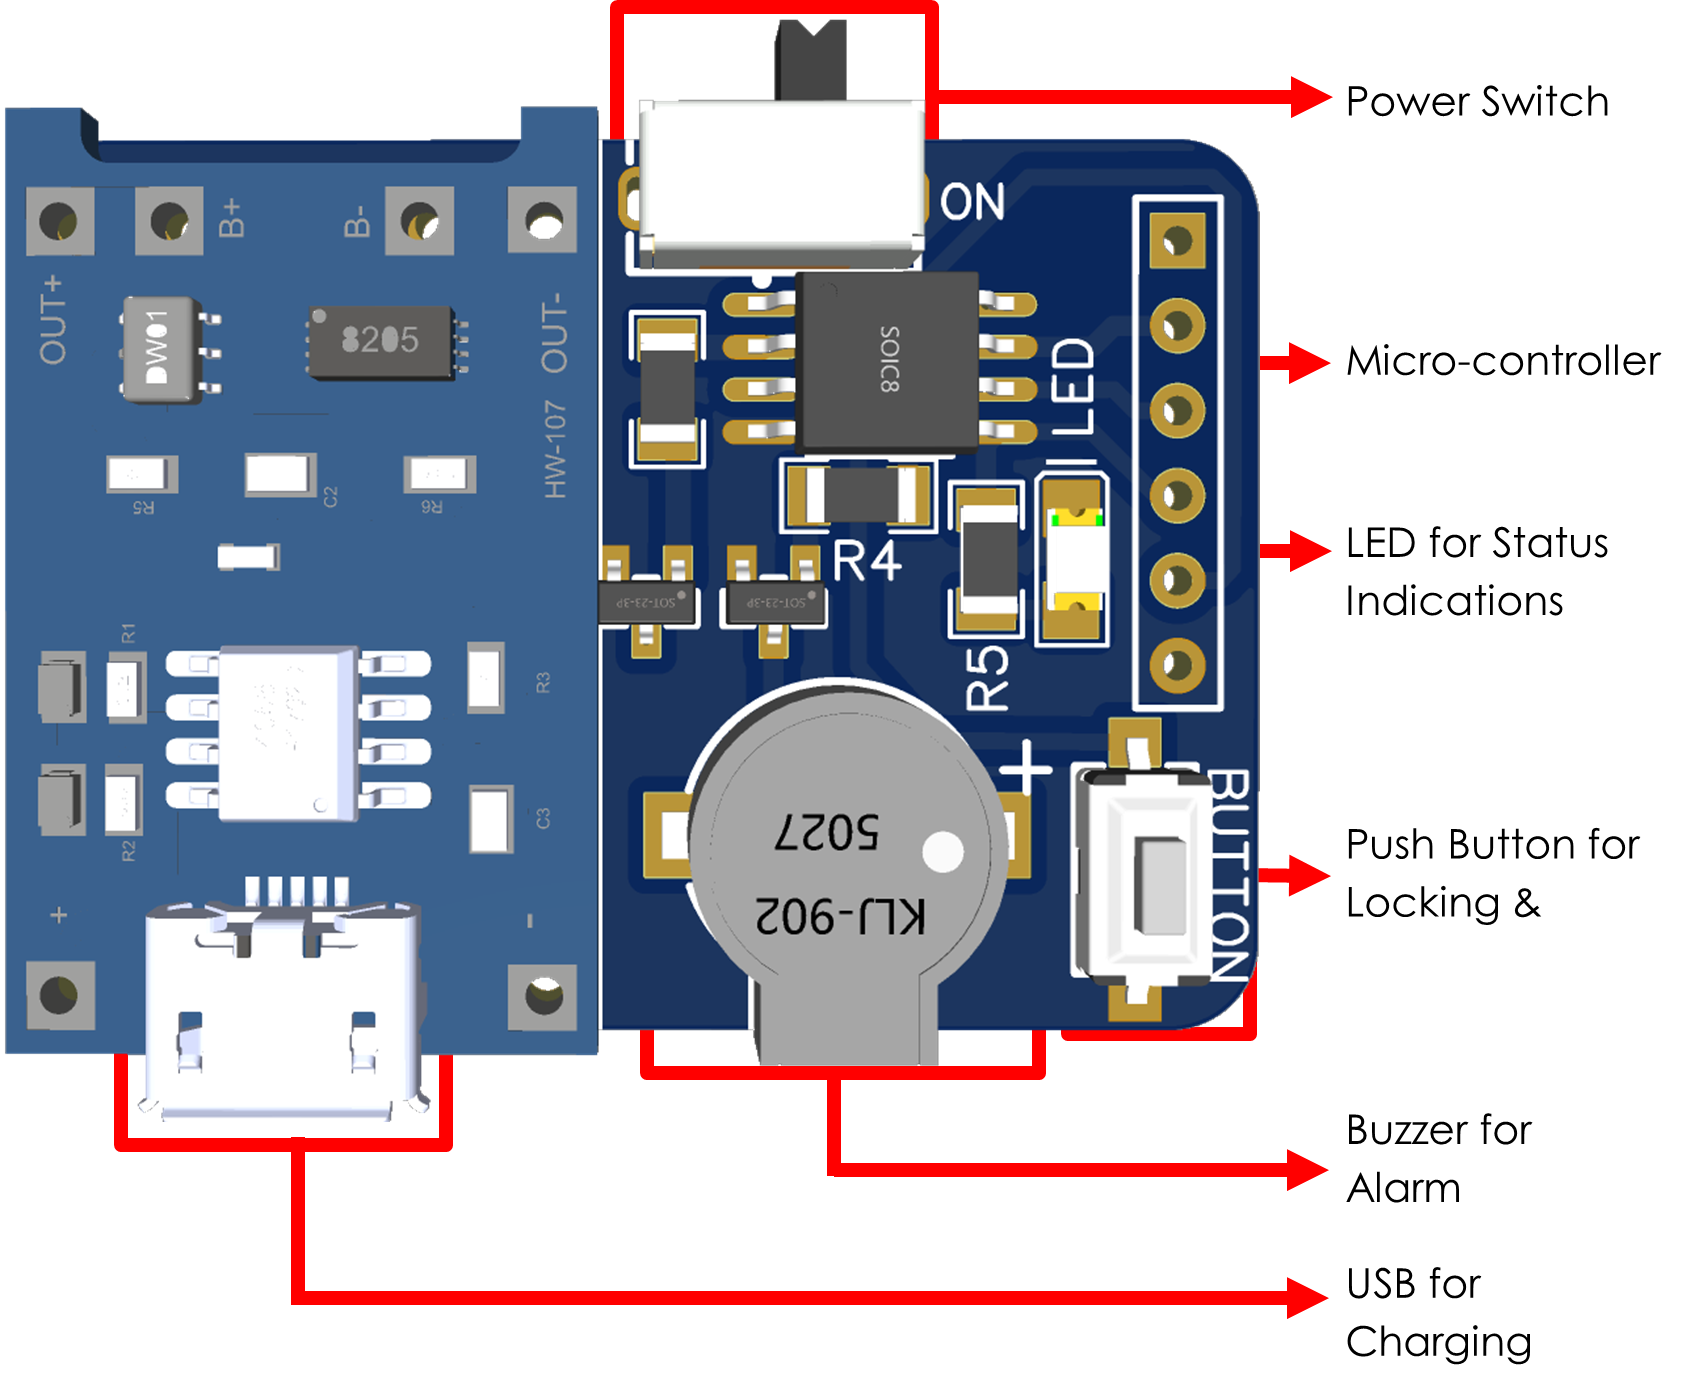 Power Switch
ON
B+
B-
OUT+
OUT-
DW01
8205
SOIC8
LED
Micro-controller
HW-107
R5
C2
R6
R4
LED for Status
Indications
SOT-23-3P
SOT-23-3P
R1
R3
R5
+
5027
KLJ-902
BUTTON
Push Button for
Locking &
R2
C3
+
-
Buzzer for
Alarm
USB for
Charging